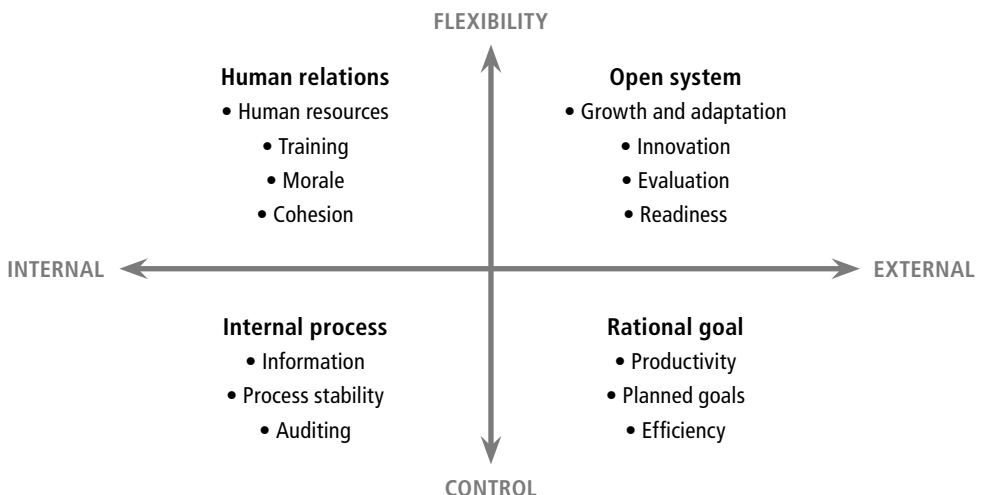 FLEXIBILITY
Human relations
• Human resources
• Training
• Morale
• Cohesion
Open system
• Growth and adaptation
• Innovation
• Evaluation
• Readiness
INTERNAL
EXTERNAL
Internal process
• Information
• Process stability
• Auditing
Rational goal
• Productivity
• Planned goals
• Efficiency
CONTROL